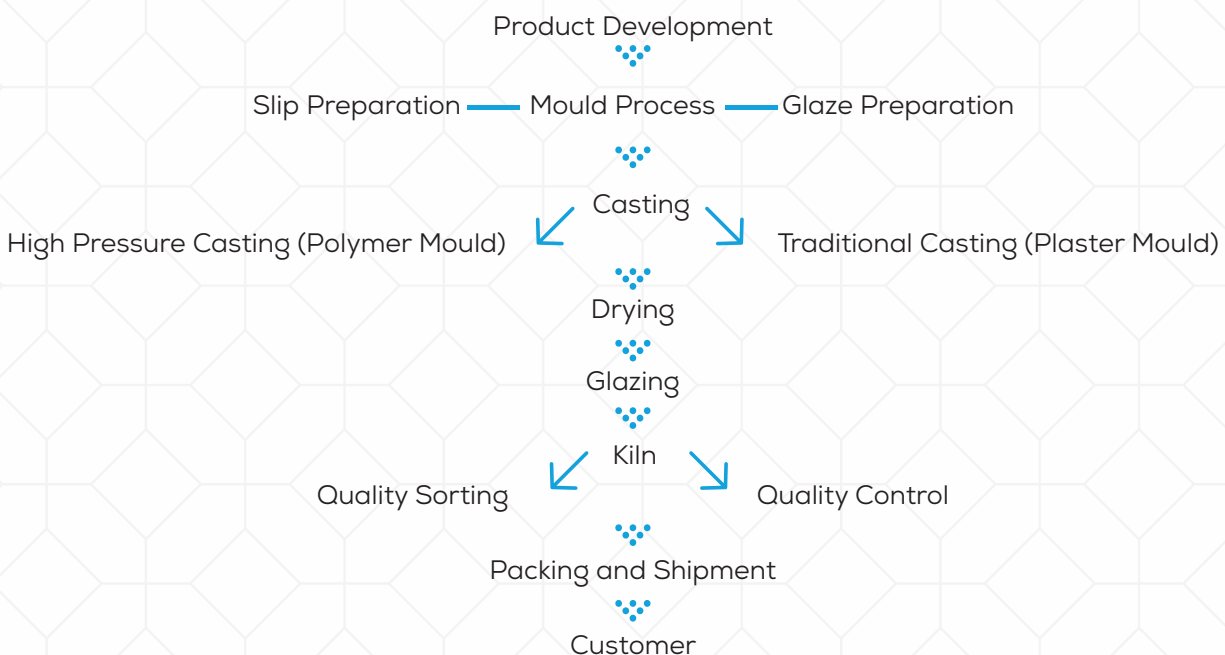 Product Development
Slip Preparation Mould Process Glaze Preparation
Casting
High Pressure Casting (Polymer Mould) Traditional Casting (Plaster Mould)
Drying
Glazing
Kiln
Quality Sorting Quality Control
Packing and Shipment
Customer